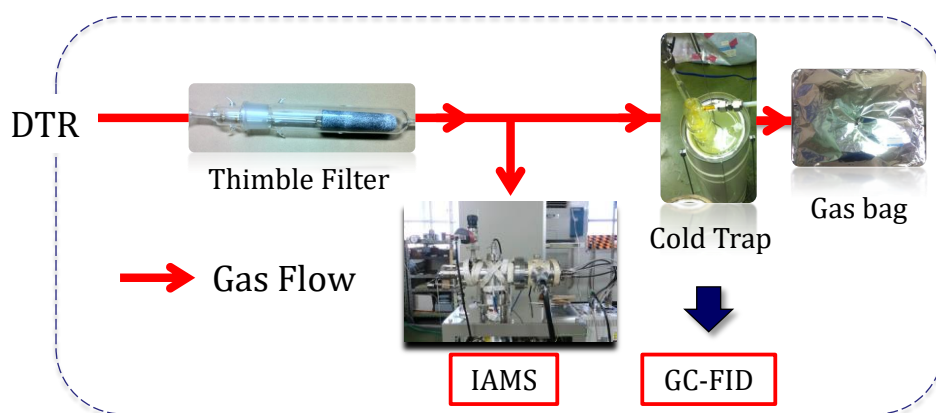 DTR
Thimble Filter
Gas bag
Cold Trap
Gas Flow
IAMS
GC-FID